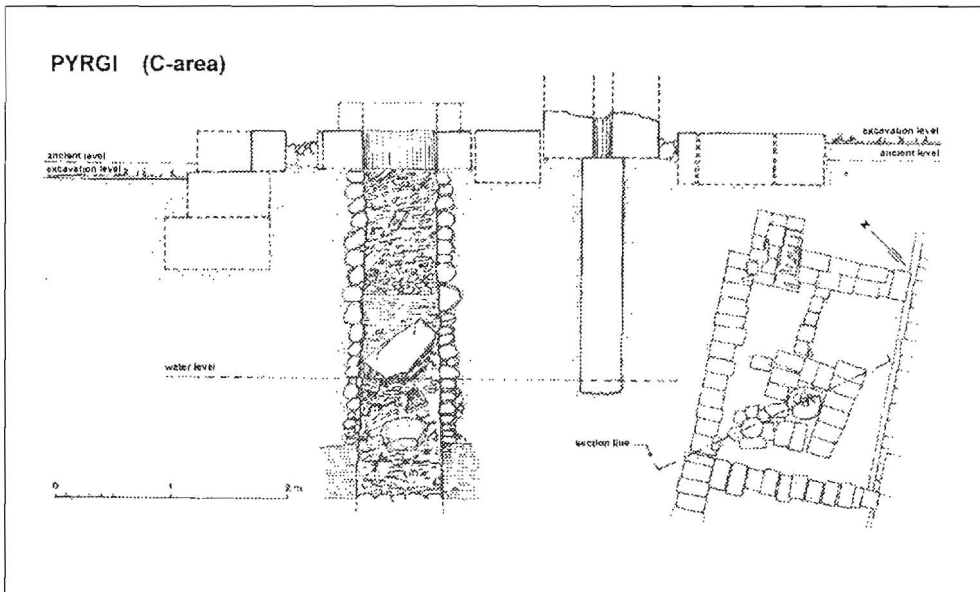 PYRGI (C-area)
excavation level
ancient level
ancient level
excavation level
water level
section line
N
0 1 2 m